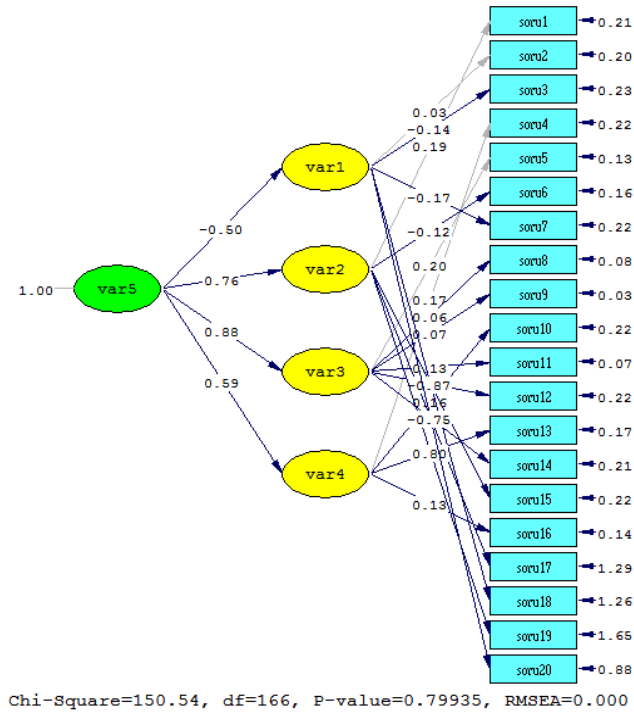 soru1
0.21
soru2
0.20
soru3
0.23
0.03
soru4
0.22
-0.14
0.19
soru5
0.13
var1
soru6
0.16
-0.17
soru7
0.22
-0.50
-0.12
soru8
0.08
var2
0.20
0.76
1.00
var5
soru9
0.03
0.17
0.06
soru10
0.22
0.88
0.07
soru11
0.07
var3
0.13
0.59
-0.87
soru12
0.22
0.16
-0.75
soru13
0.17
0.80
soru14
0.21
var4
soru15
0.22
0.13
soru16
0.14
soru17
1.29
soru18
1.26
soru19
1.65
soru20
0.88
Chi-Square=150.54, df=166, P-value=0.79935, RMSEA=0.000